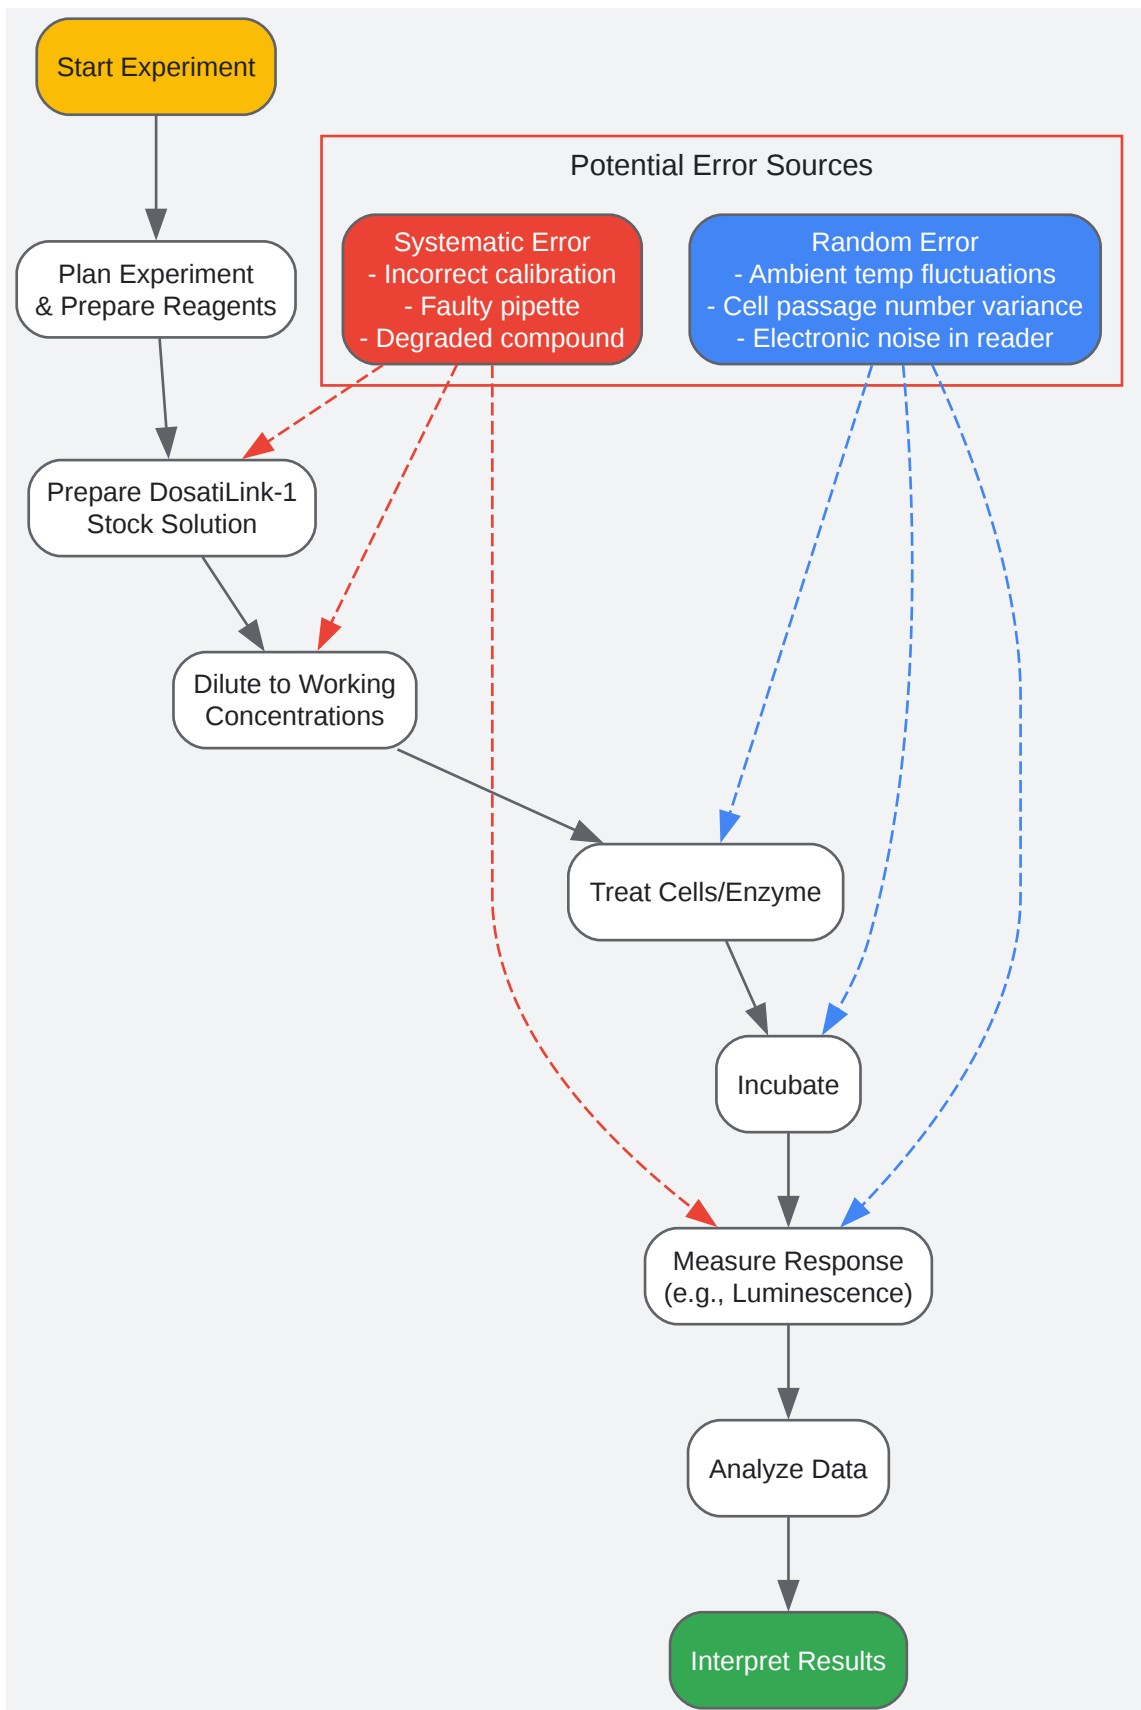 Start Experiment
Potential Error Sources
Systematic Error
- Incorrect calibration
- Faulty pipette
- Degraded compound
Random Error
- Ambient temp fluctuations
- Cell passage number variance
- Electronic noise in reader
Plan Experiment
& Prepare Reagents
Prepare DosatiLink-1
Stock Solution
Dilute to Working
Concentrations
Treat Cells/Enzyme
Incubate
Measure Response
(e.g., Luminescence)
Analyze Data
Interpret Results